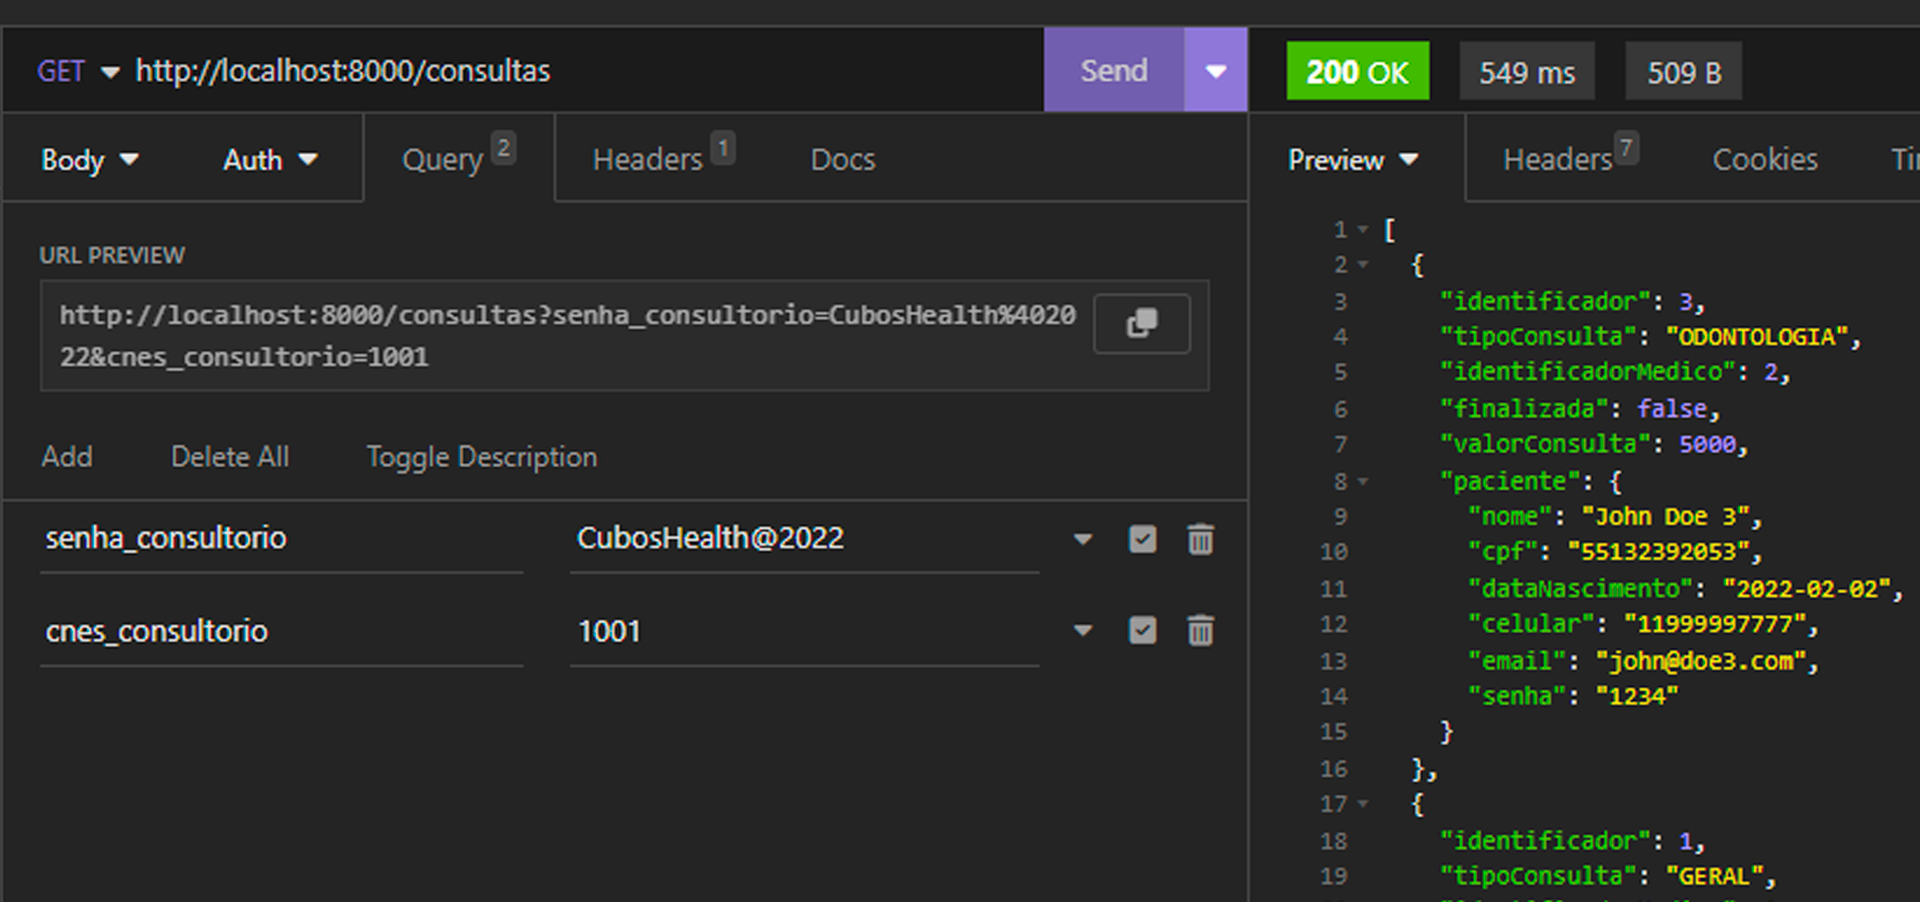 GET http://localhost:8000/consultas Send
200 OK 549 ms 509 B
Body Auth Query 2 Headers 1 Docs
URL PREVIEW
http://localhost:8000/consultas?senha_consultorio=CubosHealth%4020
22&cnes_consultorio=1001
Add Delete All Toggle Description
senha_consultorio CubosHealth@2022
cnes_consultorio 1001
Preview Headers 7 Cookies
1 [
2 {
3 "identificador": 3,
4 "tipoConsulta": "ODONTOLOGIA",
5 "identificadorMedico": 2,
6 "finalizada": false,
7 "valorConsulta": 5000,
8 "paciente": {
9 "nome": "John Doe 3",
10 "cpf": "55132392053",
11 "dataNascimento": "2022-02-02",
12 "celular": "11999997777",
13 "email": "john@doe3.com",
14 "senha": "1234"
15 }
16 },
17 {
18 "identificador": 1,
19 "tipoConsulta": "GERAL",